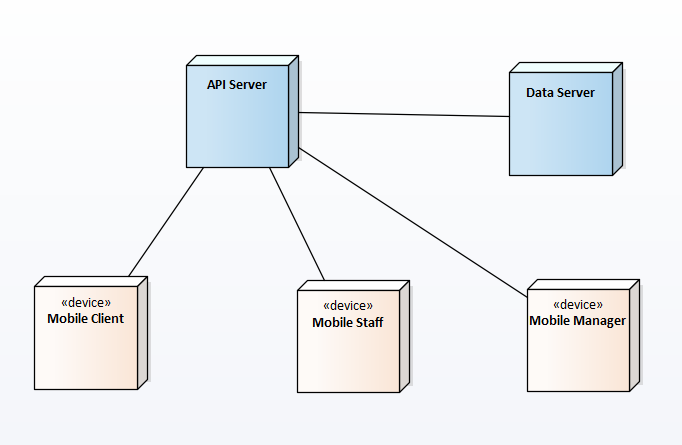 API Server
Data Server
«device»
Mobile Client
«device»
Mobile Staff
«device»
Mobile Manager